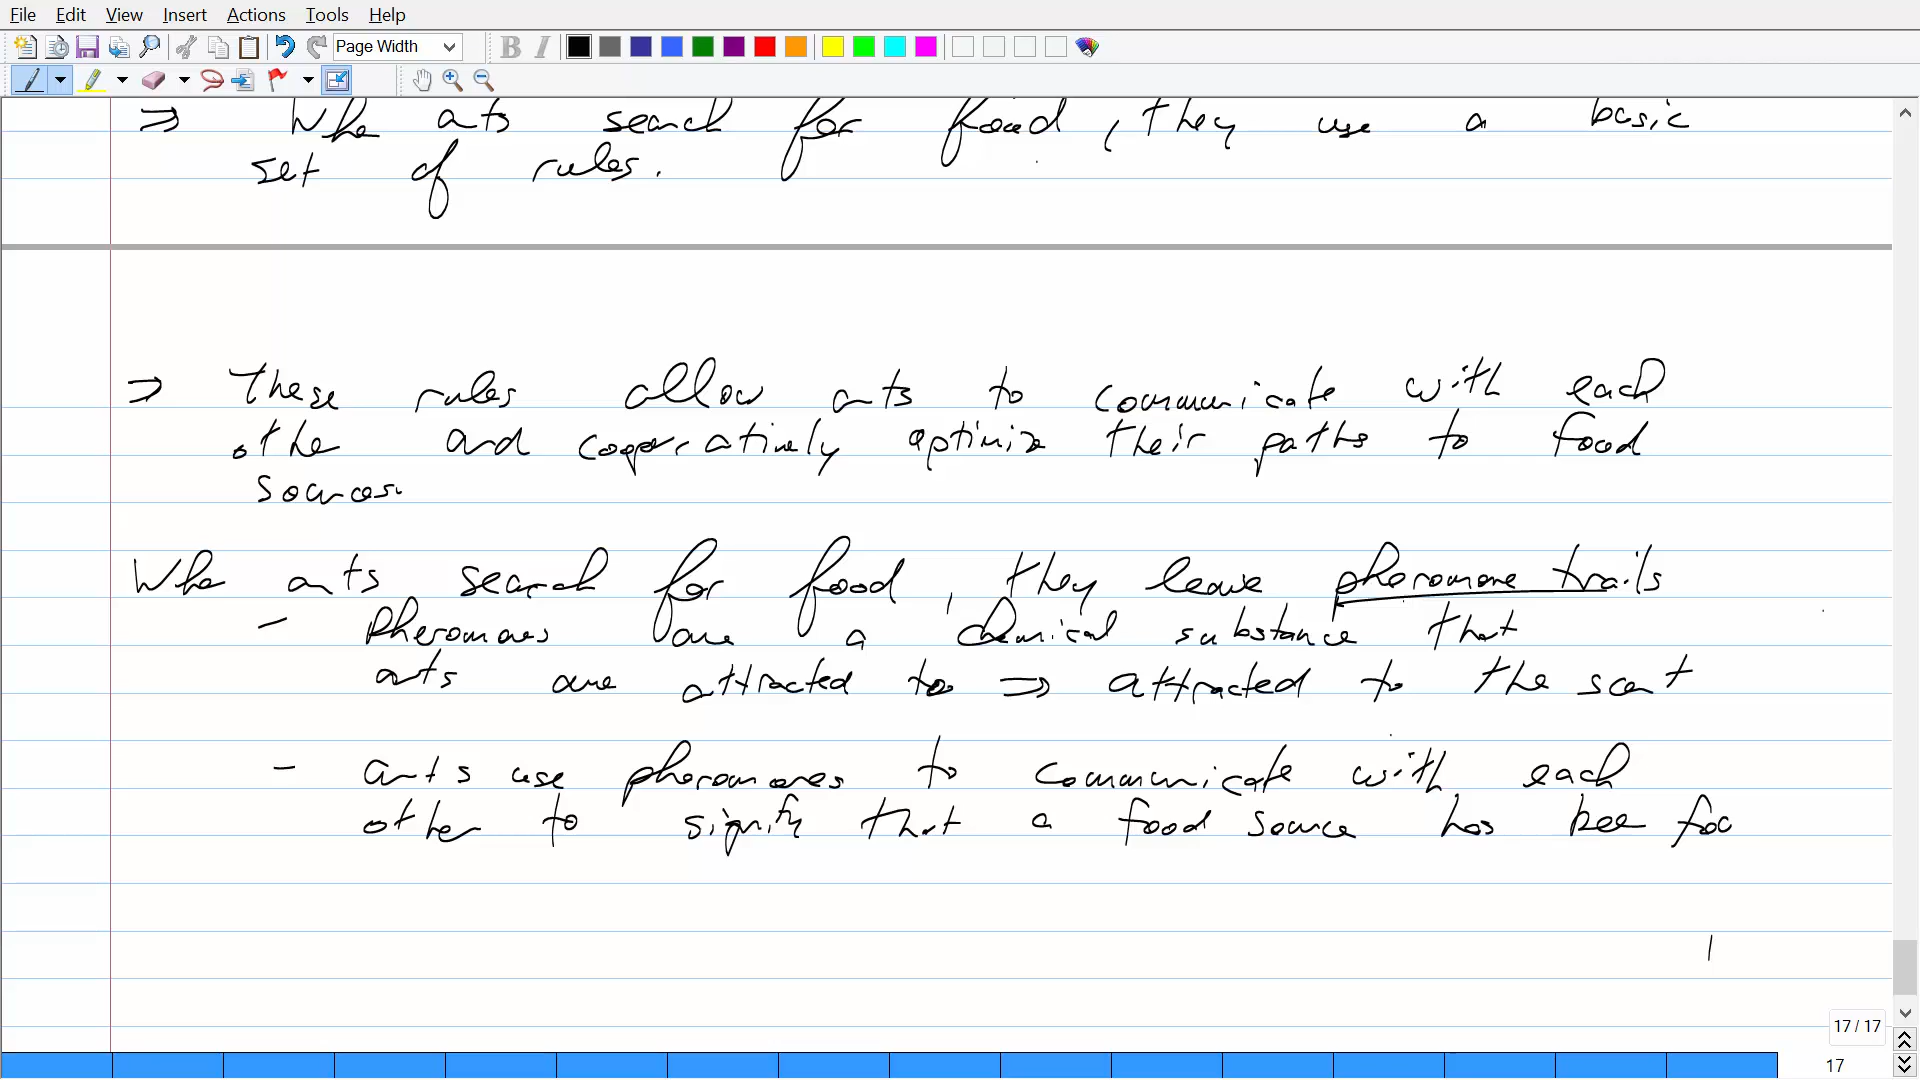 File Edit View Insert Actions Tools Help
Page Width
B I
⇒ When ants search for food, they use a basic
set of rules.
⇒ These rules allow ants to communicate with each
other and cooperatively optimize their paths to food
sources.
When ants search for food, they leave pheromone trails
- Pheromones are a chemical substance that
ants are attracted to ⇒ attracted to the scent
- ants use pheromones to communicate with each
other to signify that a food source has been fou
17 / 17
17